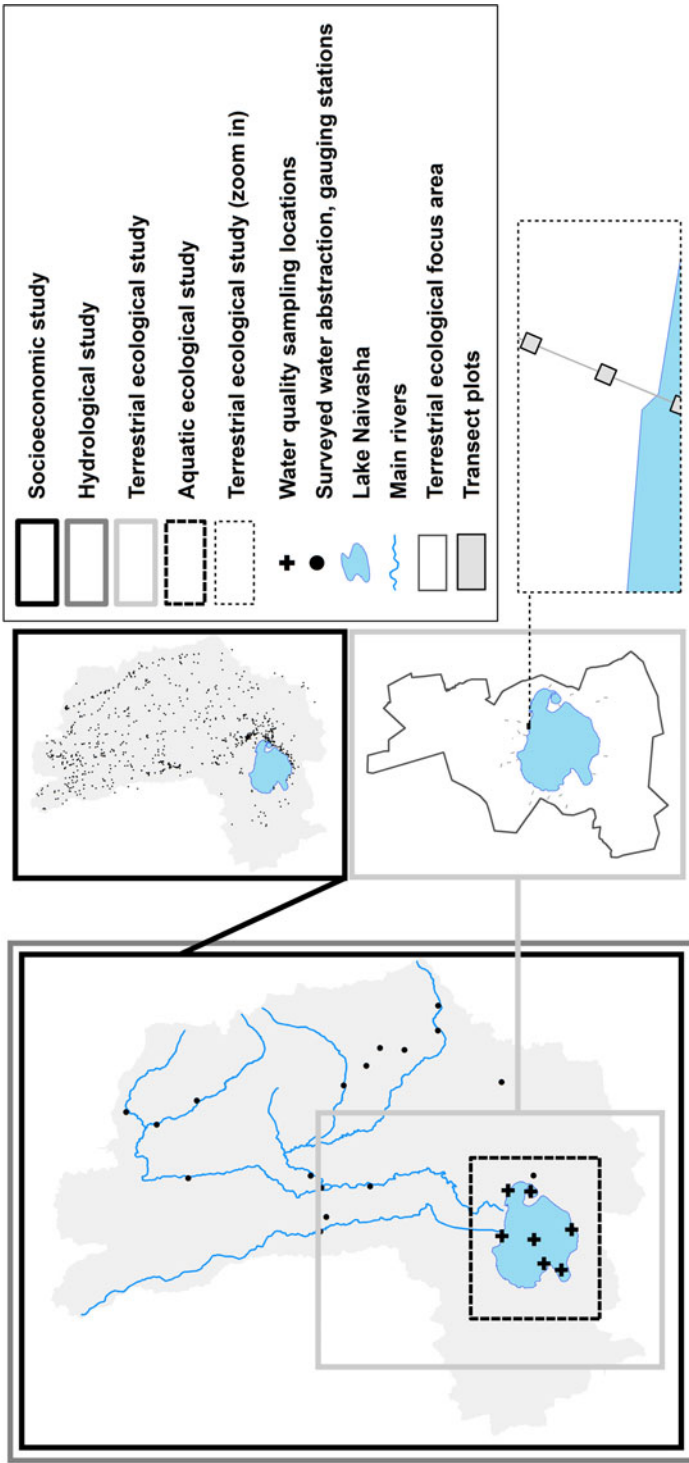 Socioeconomic study
Hydrological study
Terrestrial ecological study
Aquatic ecological study
Terrestrial ecological study (zoom in)
Water quality sampling locations
Surveyed water abstraction, gauging stations
Lake Naivasha
Main rivers
Terrestrial ecological focus area
Transect plots